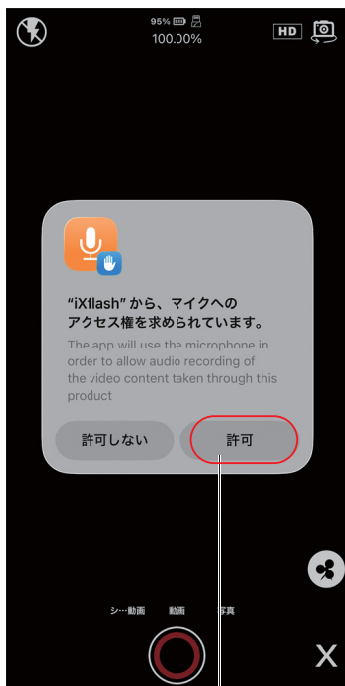 95%
100.00%
HD
“iXflash” から、マイクへの
アクセス権を求められています。
The app will use the microphone in
order to allow audio recording of
the video content taken through this
product
許可しない
許可
シ…動画 動画 写真
X